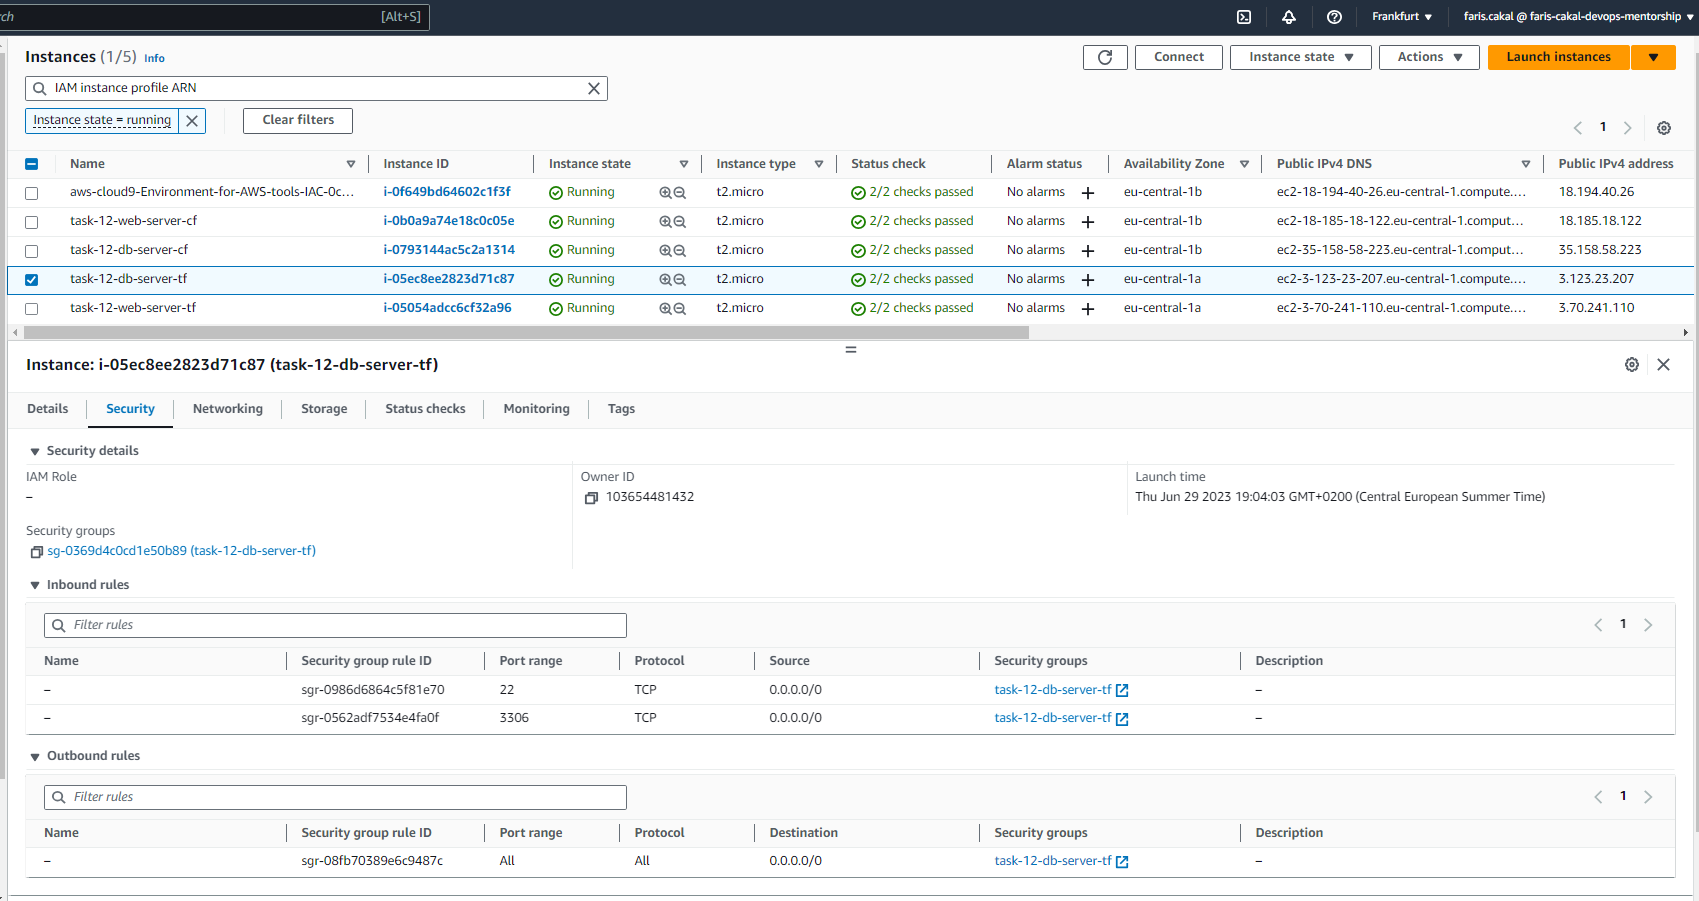 rch [Alt+S] Frankfurt faris.cakal @ faris-cakal-devops-mentorship
Instances (1/5) Info Connect Instance state Actions Launch instances
IAM instance profile ARN
Instance state = running Clear filters 1
Name Instance ID Instance state Instance type Status check Alarm status Availability Zone Public IPv4 DNS Public IPv4 address
aws-cloud9-Environment-for-AWS-tools-IAC-0c... i-0f649bd64602c1f3f Running t2.micro 2/2 checks passed No alarms eu-central-1b ec2-18-194-40-26.eu-central-1.compute.... 18.194.40.26
task-12-web-server-cf i-0b0a9a74e18c0c05e Running t2.micro 2/2 checks passed No alarms eu-central-1b ec2-18-185-18-122.eu-central-1.comput... 18.185.18.122
task-12-db-server-cf i-0793144ac5c2a1314 Running t2.micro 2/2 checks passed No alarms eu-central-1b ec2-35-158-58-223.eu-central-1.comput... 35.158.58.223
task-12-db-server-tf i-05ec8ee2823d71c87 Running t2.micro 2/2 checks passed No alarms eu-central-1a ec2-3-123-23-207.eu-central-1.compute.... 3.123.23.207
task-12-web-server-tf i-05054adcc6cf32a96 Running t2.micro 2/2 checks passed No alarms eu-central-1a ec2-3-70-241-110.eu-central-1.compute.... 3.70.241.110
Instance: i-05ec8ee2823d71c87 (task-12-db-server-tf)
Details Security Networking Storage Status checks Monitoring Tags
Security details
IAM Role Owner ID Launch time
– 103654481432 Thu Jun 29 2023 19:04:03 GMT+0200 (Central European Summer Time)
Security groups
sg-0369d4c0cd1e50b89 (task-12-db-server-tf)
Inbound rules
Filter rules 1
Name Security group rule ID Port range Protocol Source Security groups Description
– sgr-0986d6864c5f81e70 22 TCP 0.0.0.0/0 task-12-db-server-tf –
– sgr-0562adf7534e4fa0f 3306 TCP 0.0.0.0/0 task-12-db-server-tf –
Outbound rules
Filter rules 1
Name Security group rule ID Port range Protocol Destination Security groups Description
– sgr-08fb70389e6c9487c All All 0.0.0.0/0 task-12-db-server-tf –